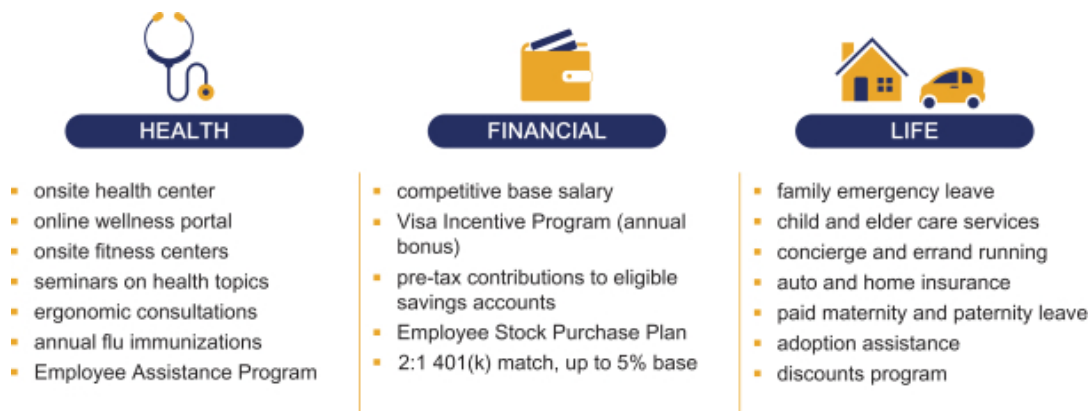 HEALTH
onsite health center
online wellness portal
onsite fitness centers
seminars on health topics
ergonomic consultations
annual flu immunizations
Employee Assistance Program
FINANCIAL
competitive base salary
Visa Incentive Program (annual
bonus)
pre-tax contributions to eligible
savings accounts
Employee Stock Purchase Plan
2:1 401(k) match, up to 5% base
LIFE
family emergency leave
child and elder care services
concierge and errand running
auto and home insurance
paid maternity and paternity leave
adoption assistance
discounts program